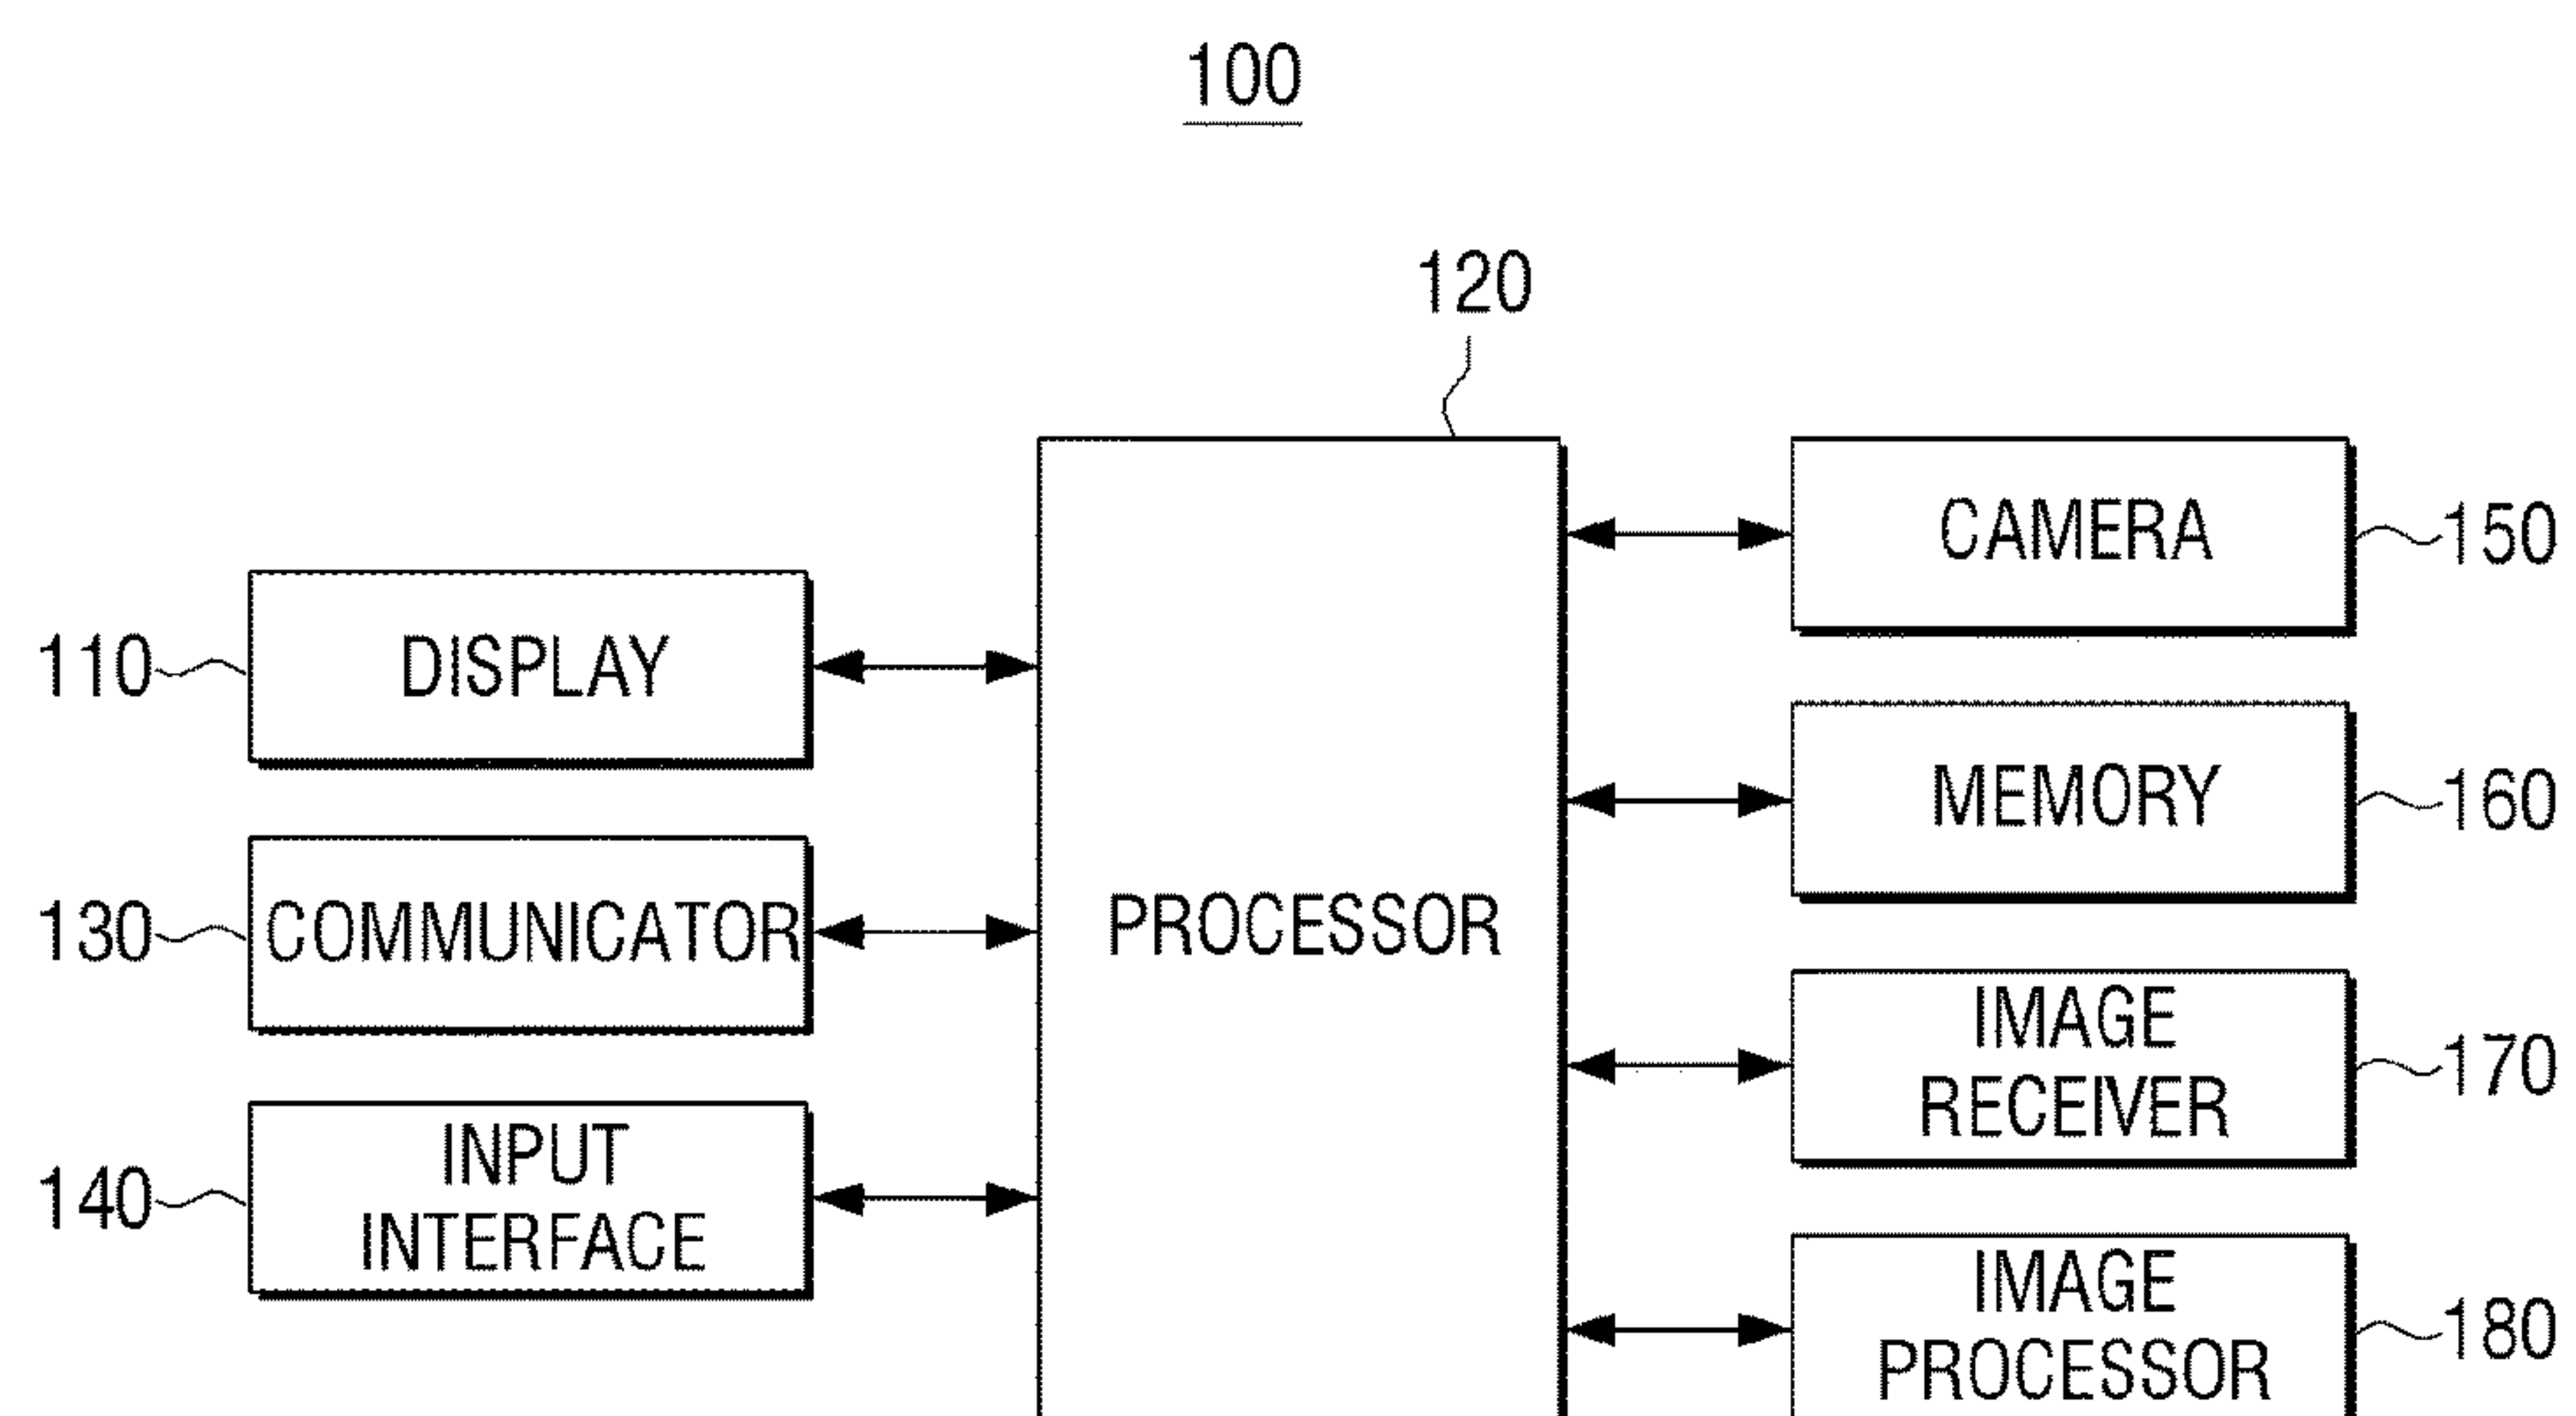 100
120
CAMERA
150
110
DISPLAY
MEMORY
160
130
COMMUNICATOR
PROCESSOR
IMAGE
RECEIVER
170
140
INPUT
INTERFACE
IMAGE
PROCESSOR
180